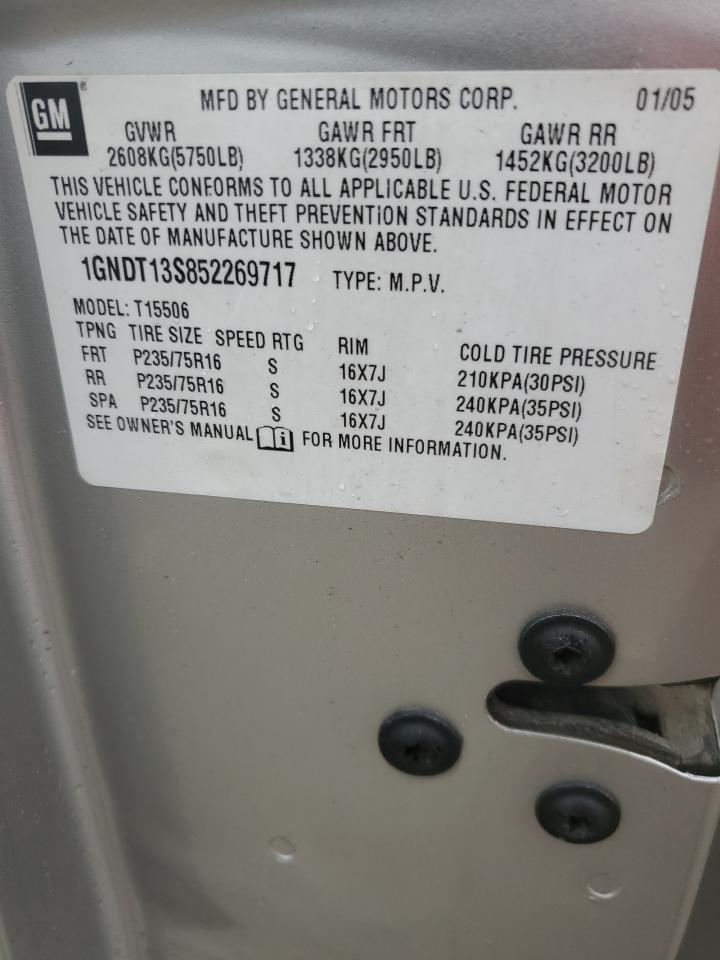 GM ® MFD BY GENERAL MOTORS CORP. 01/05
GVWR GAWR FRT GAWR RR
2608KG(5750LB) 1338KG(2950LB) 1452KG(3200LB)
THIS VEHICLE CONFORMS TO ALL APPLICABLE U.S. FEDERAL MOTOR
VEHICLE SAFETY AND THEFT PREVENTION STANDARDS IN EFFECT ON
THE DATE OF MANUFACTURE SHOWN ABOVE.
1GNDT13S852269717 TYPE: M.P.V.
MODEL: T15506
TPNG TIRE SIZE SPEED RTG RIM COLD TIRE PRESSURE
FRT P235/75R16 S 16X7J 210KPA(30PSI)
RR P235/75R16 S 16X7J 240KPA(35PSI)
SPA P235/75R16 S 16X7J 240KPA(35PSI)
SEE OWNER'S MANUAL FOR MORE INFORMATION.